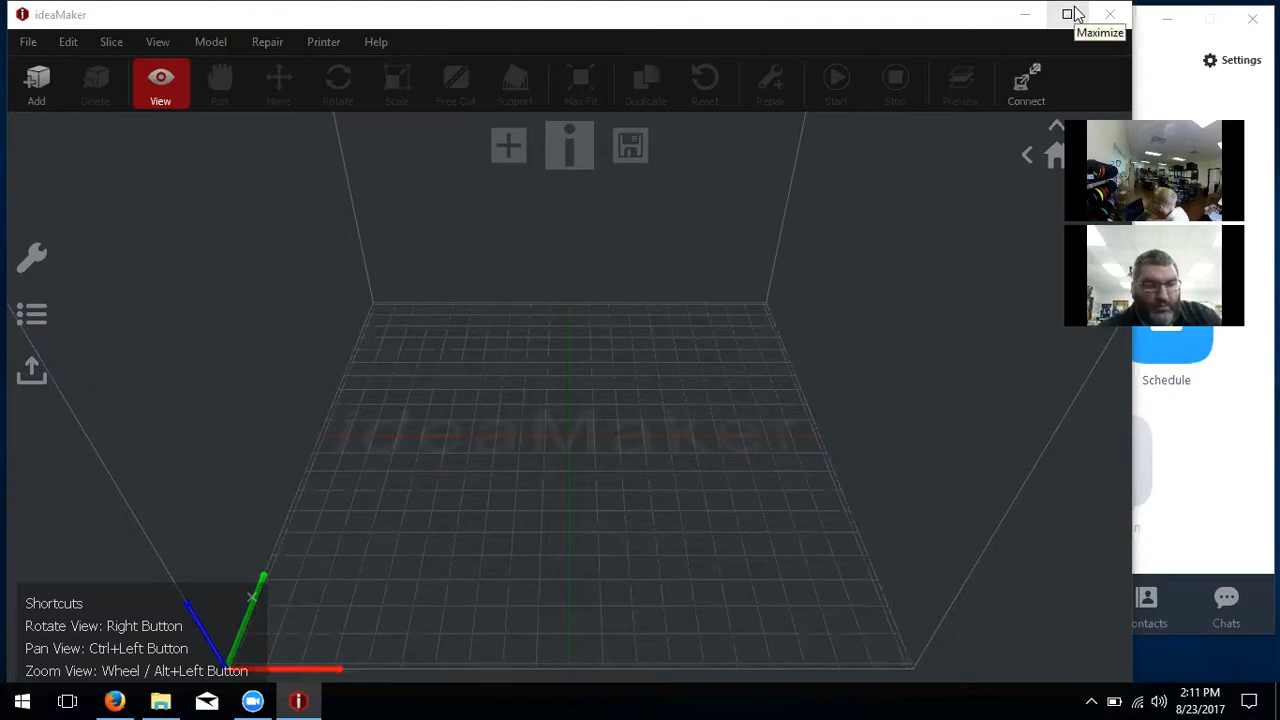 ideaMaker
Maximize
File Edit Slice View Model Repair Printer Help
Settings
Add Delete View Pan Move Rotate Scale Free Cut Support Max Fit Duplicate Reset Repair Start Stop Preview Connect
ideaMaker
Schedule
Shortcuts
Rotate View: Right Button
Pan View: Ctrl+Left Button
Zoom View: Wheel / Alt+Left Button
ontacts
Chats
2:11 PM
8/23/2017